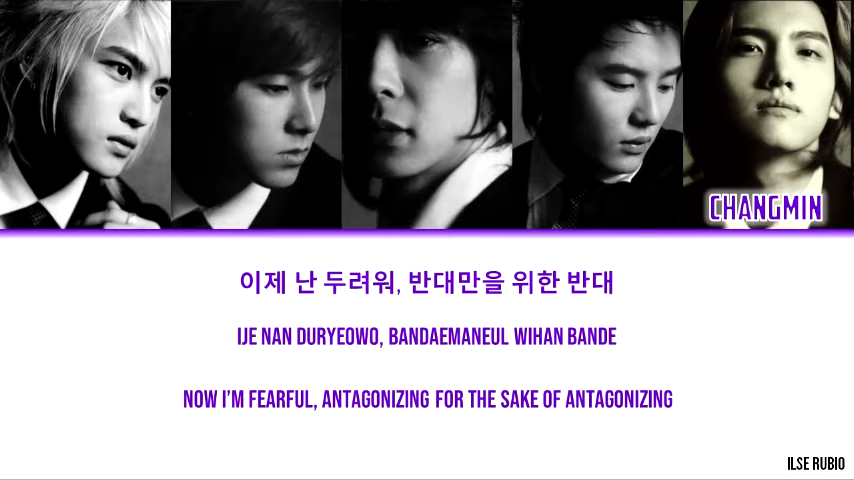 CHANGMIN
이제 난 두려워, 반대만을 위한 반대
IJE NAN DURYEOWO, BANDAEMANEUL WIHAN BANDE
NOW I'M FEARFUL, ANTAGONIZING FOR THE SAKE OF ANTAGONIZING
ILSE RUBIO